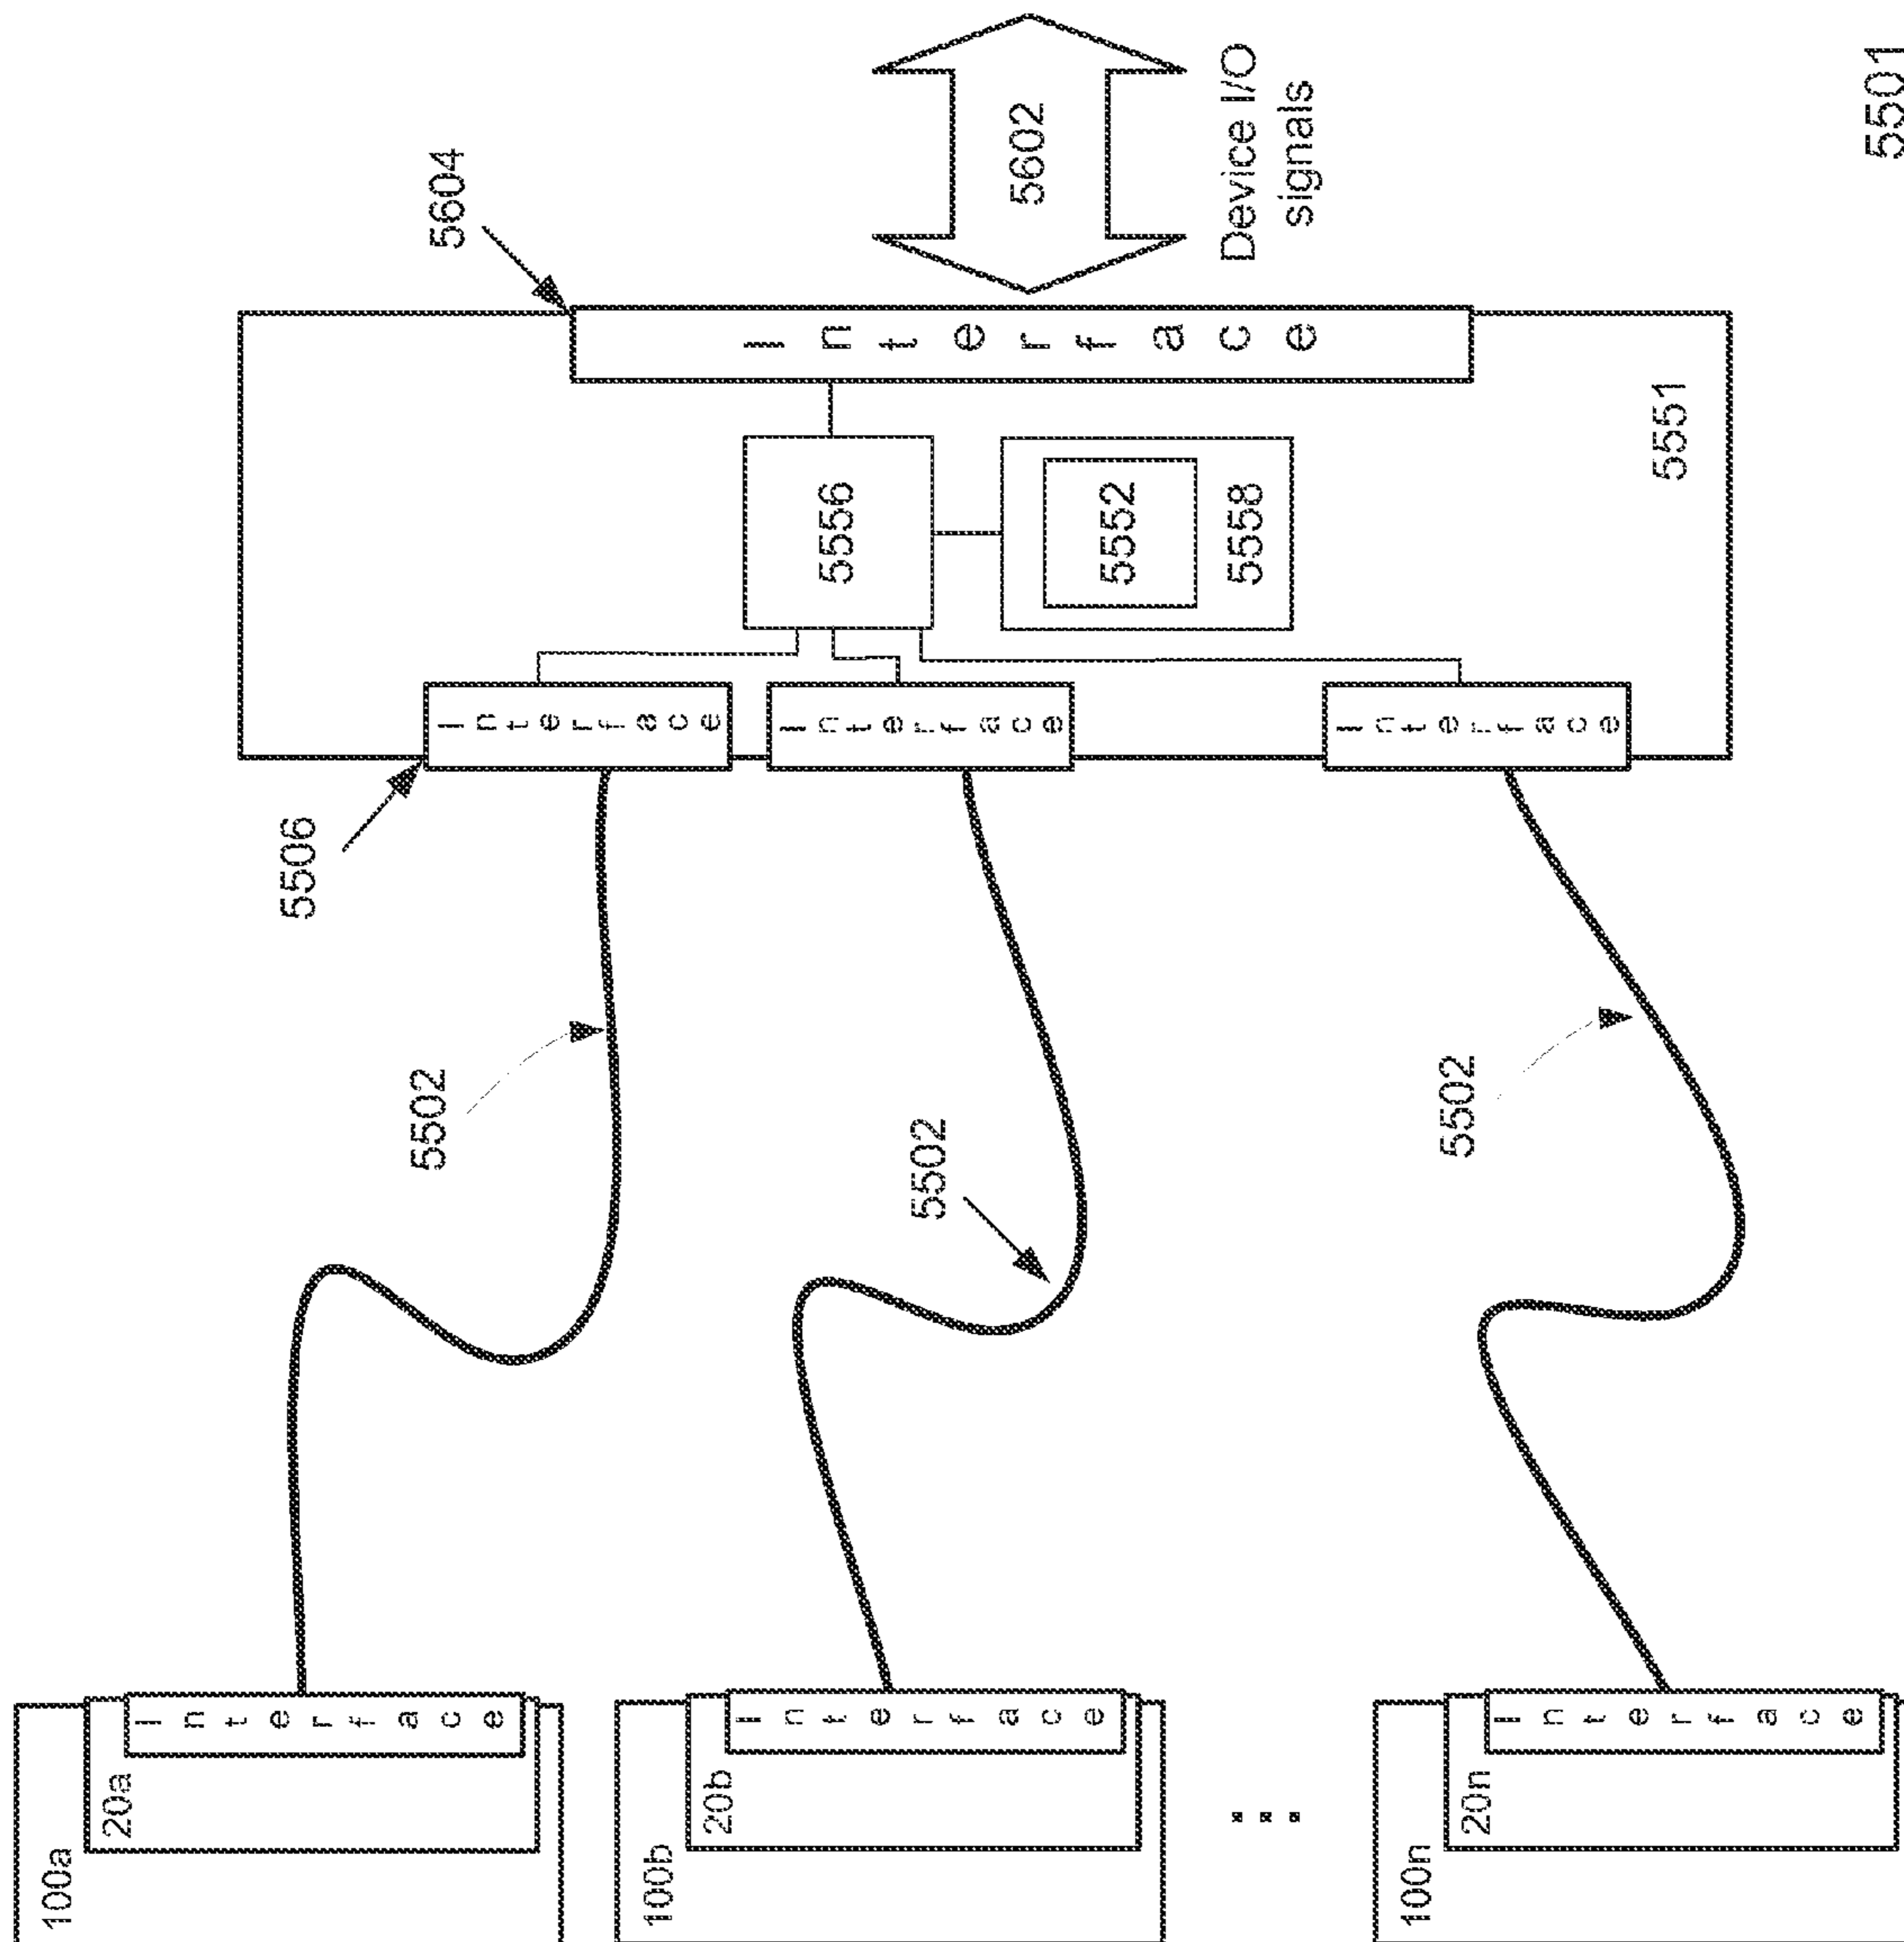 100a
20a
Interface
5506
5604
5502
Interface
100b
20b
Interface
5502
Interface
5556
Interface
5602
5552
5558
Device I/O
signals
...
100n
20n
Interface
5502
Interface
5551
5501